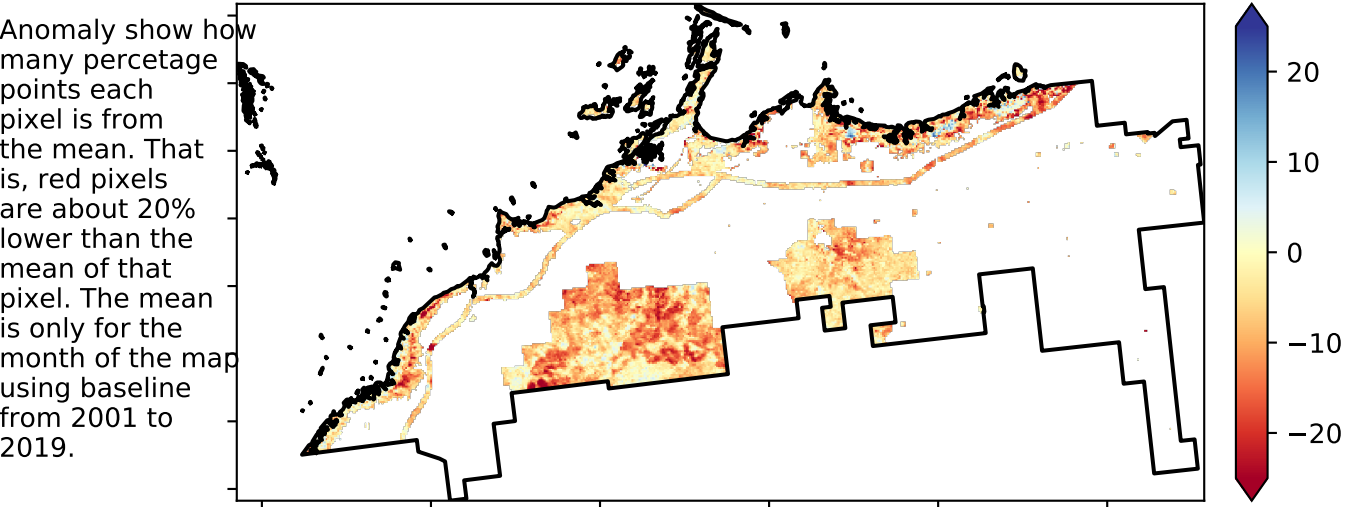 Anomaly show how
many percetage
points each
pixel is from
the mean. That
is, red pixels
are about 20%
lower than the
mean of that
pixel. The mean
is only for the
month of the map
using baseline
from 2001 to
2019.
20
10
0
−10
−20